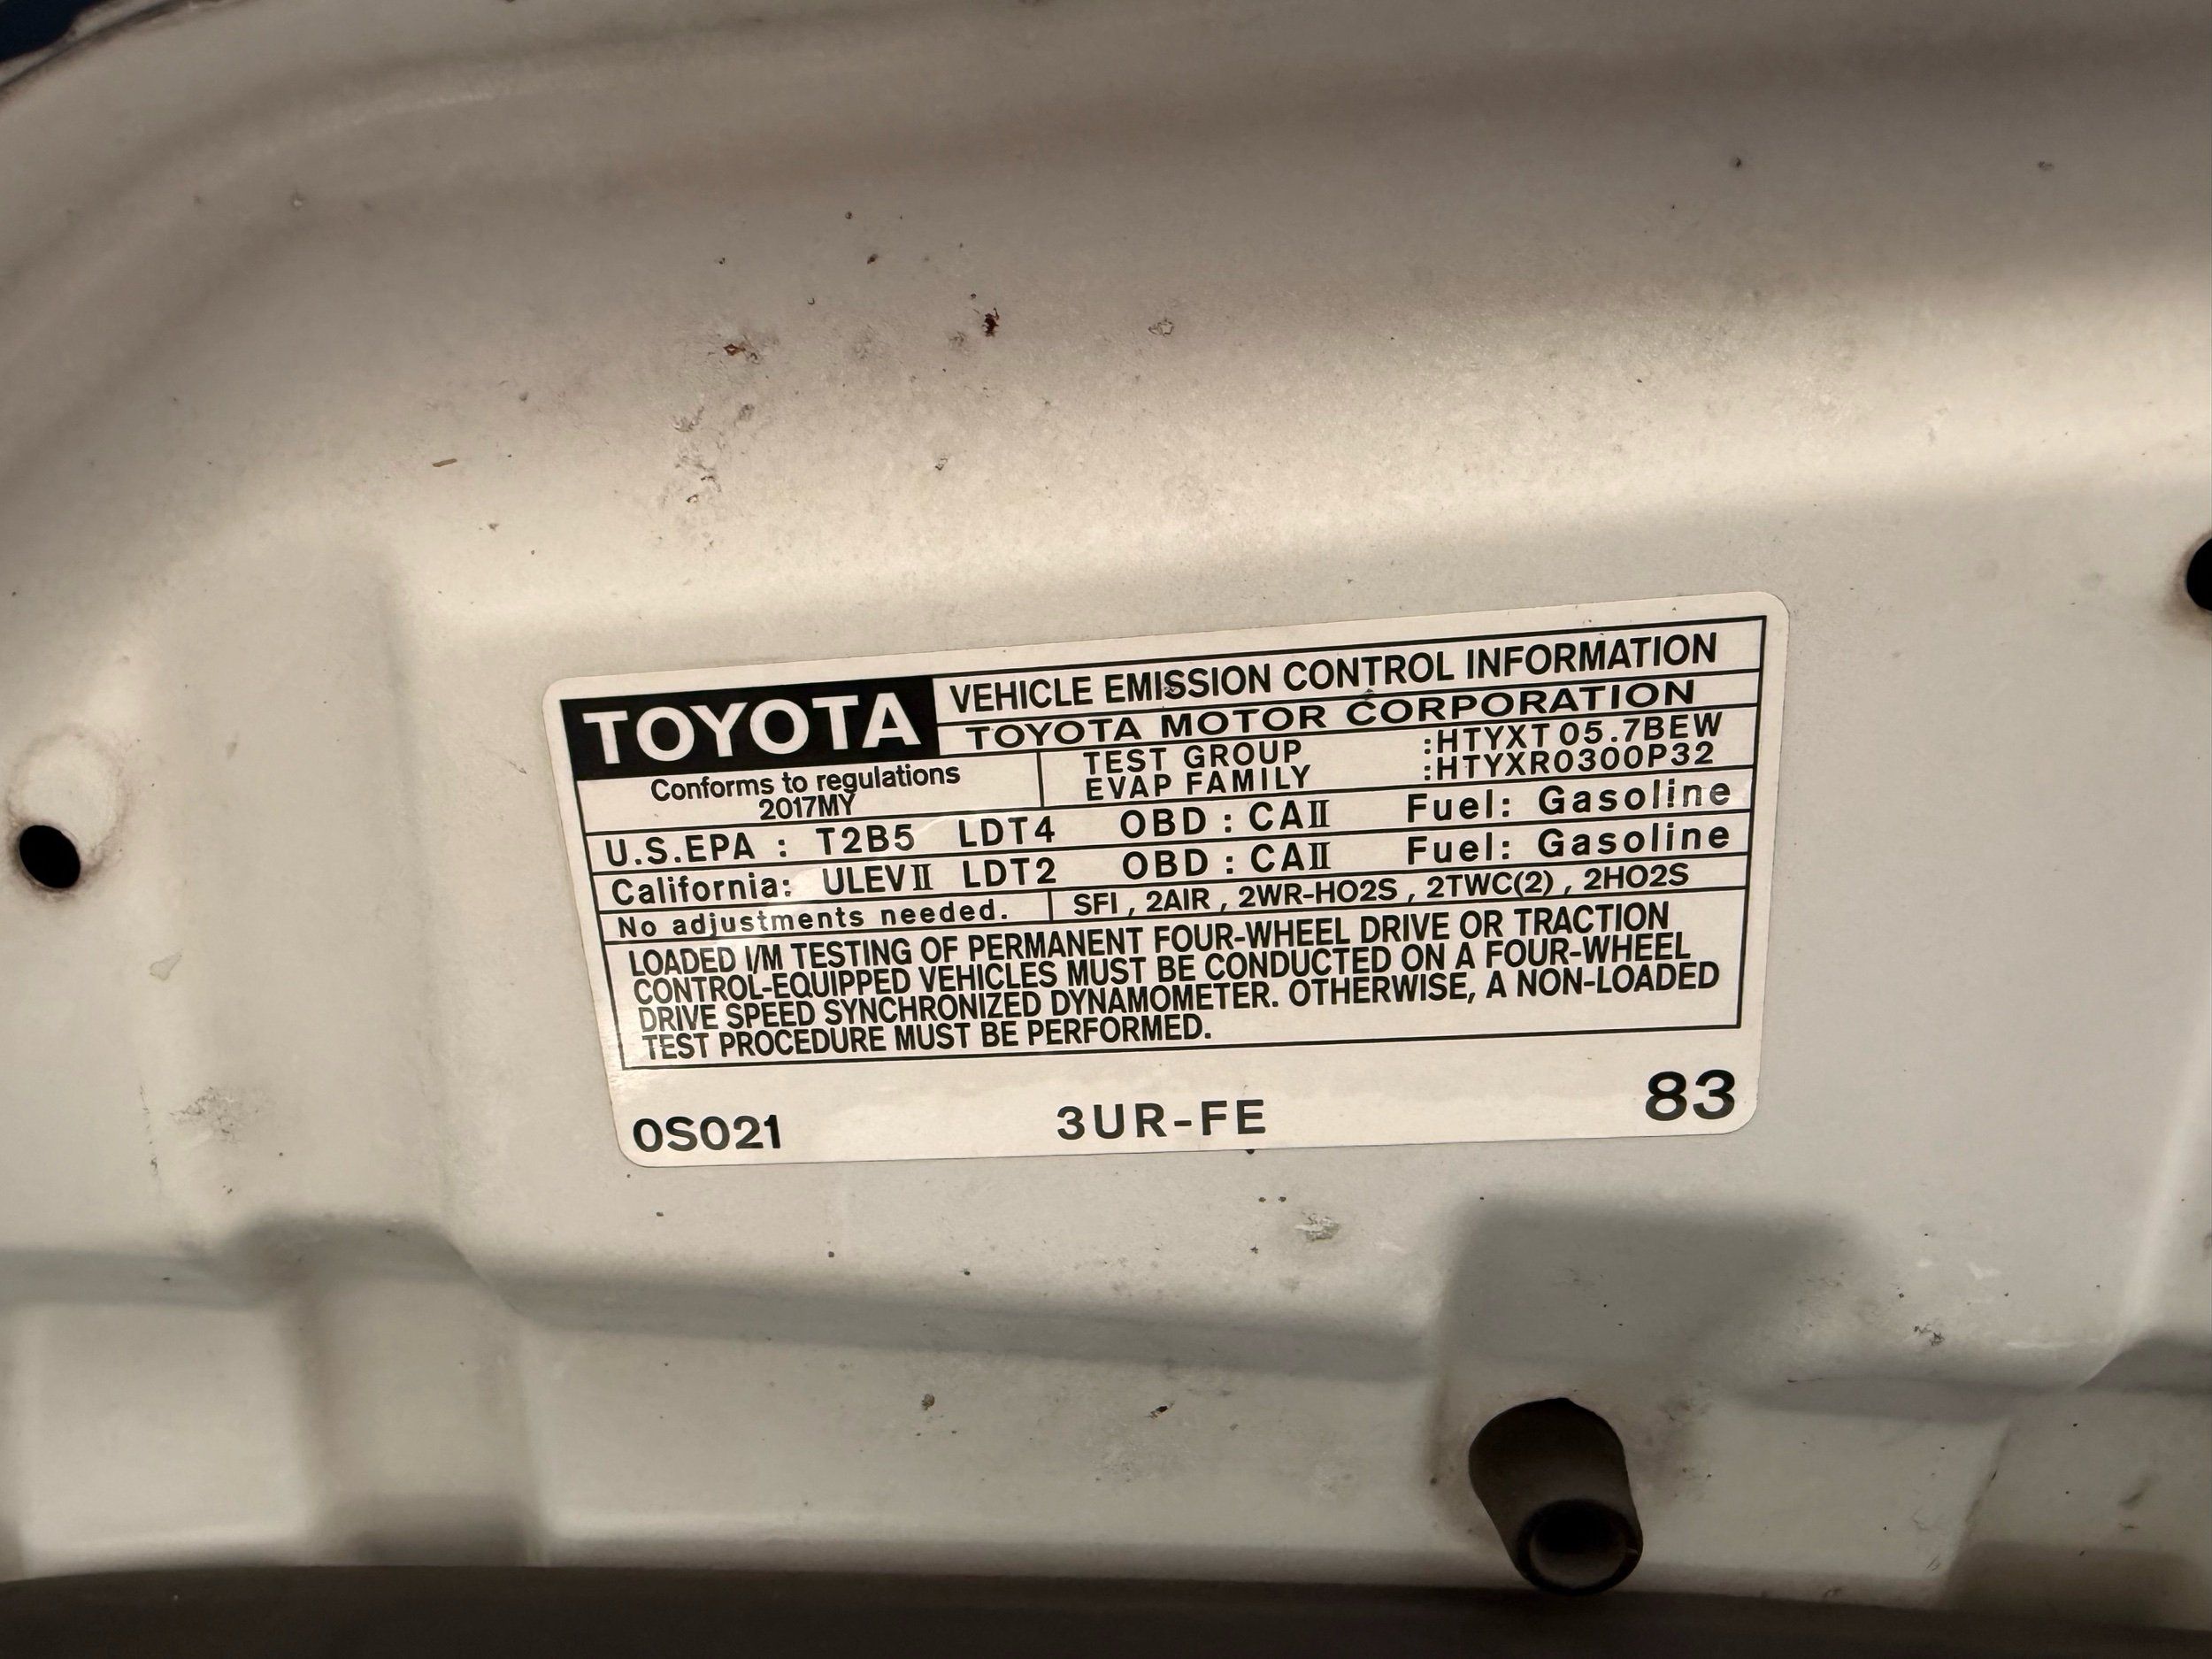 TOYOTA
VEHICLE EMISSION CONTROL INFORMATION
TOYOTA MOTOR CORPORATION
Conforms to regulations
2017MY
TEST GROUP :HTYXT05.7BEW
EVAP FAMILY :HTYXR0300P32
U.S.EPA : T2B5 LDT4 OBD : CAⅡ Fuel: Gasoline
California: ULEVⅡ LDT2 OBD : CAⅡ Fuel: Gasoline
No adjustments needed. SFI , 2AIR , 2WR-HO2S , 2TWC(2) , 2HO2S
LOADED I/M TESTING OF PERMANENT FOUR-WHEEL DRIVE OR TRACTION
CONTROL-EQUIPPED VEHICLES MUST BE CONDUCTED ON A FOUR-WHEEL
DRIVE SPEED SYNCHRONIZED DYNAMOMETER. OTHERWISE, A NON-LOADED
TEST PROCEDURE MUST BE PERFORMED.
0S021 3UR-FE 83